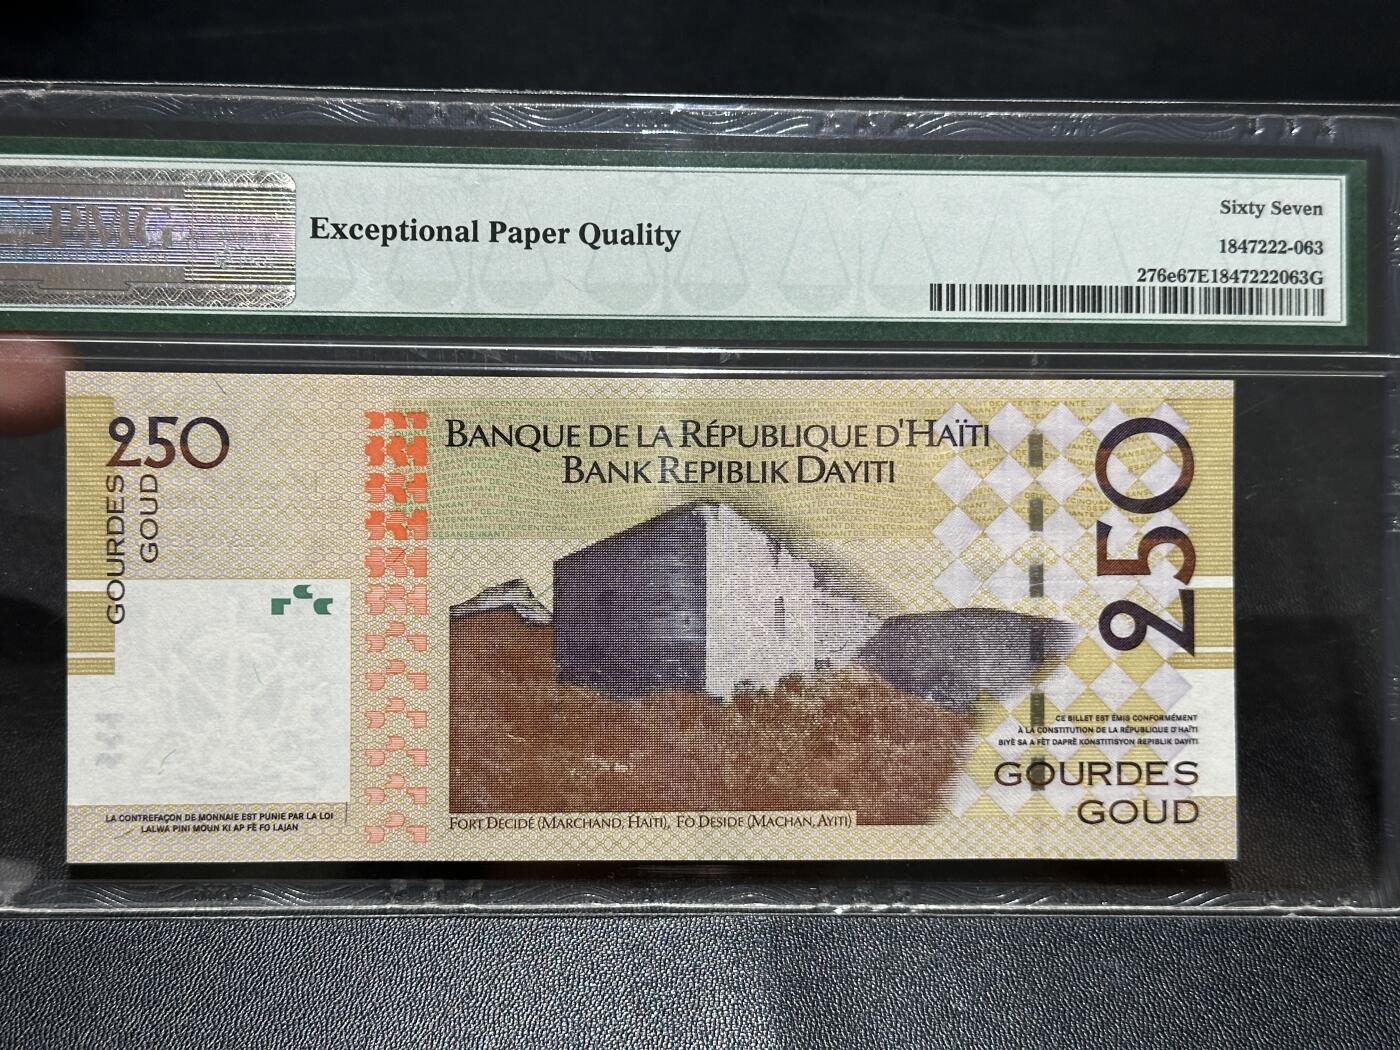 PMG
Exceptional Paper Quality
Sixty Seven
1847222-063
276e67E1847222063G
250
GOURDES
GOUD
BANQUE DE LA RÉPUBLIQUE D'HAÏTI
BANK REPIBLIK DAYITI
250
CE BILLET EST ÉMIS CONFORMÉMENT
À LA CONSTITUTION DE LA RÉPUBLIQUE D'HAÏTI
BIYÈ SA A FÈT DAPRÈ KONSTITISYON REPIBLIK DAYITI
GOURDES
GOUD
LA CONTREFAÇON DE MONNAIE EST PUNIE PAR LA LOI
LALWA PINI MOUN KI AP FÈ FO LAJAN
FORT DECIDÉ (MARCHAND, HAITI), FÒ DESIDE (MACHAN, AYITI)